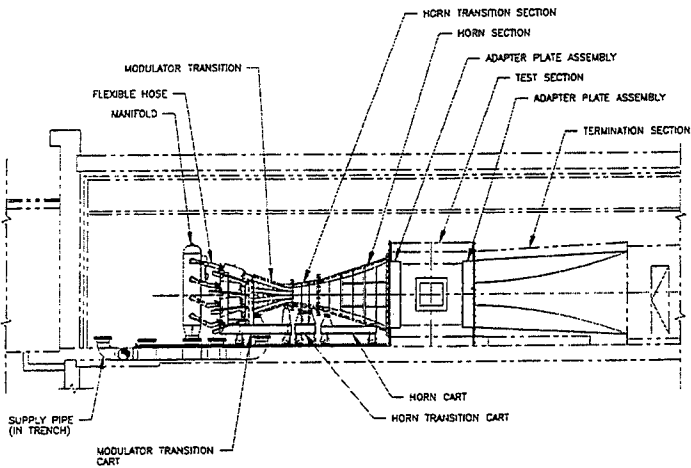 HORN TRANSITION SECTION
HORN SECTION
ADAPTER PLATE ASSEMBLY
MODULATOR TRANSITION
TEST SECTION
FLEXIBLE HOSE
ADAPTER PLATE ASSEMBLY
MANIFOLD
TERMINATION SECTION
HORN CART
SUPPLY PIPE
(IN TRENCH)
HORN TRANSITION CART
MODULATOR TRANSITION
CART